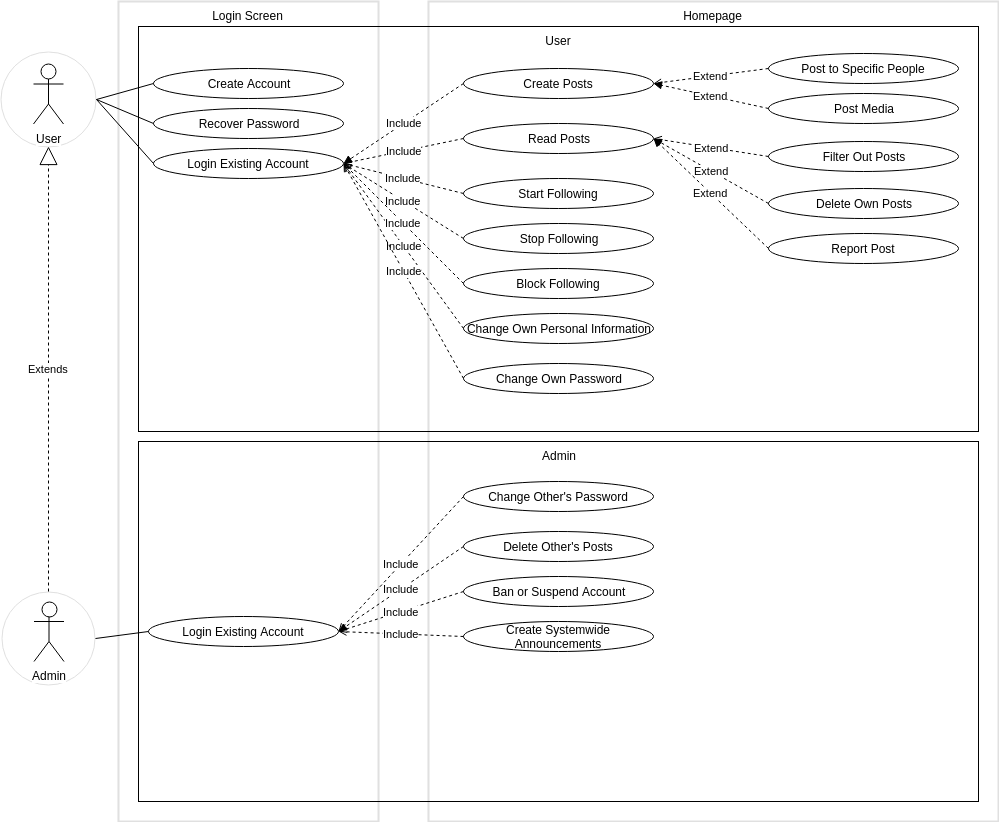 Login Screen
Homepage
User
User
Create Account
Recover Password
Login Existing Account
Include
Include
Include
Include
Include
Include
Include
Create Posts
Read Posts
Start Following
Stop Following
Block Following
Change Own Personal Information
Change Own Password
Extend
Extend
Extend
Extend
Extend
Post to Specific People
Post Media
Filter Out Posts
Delete Own Posts
Report Post
Extends
Admin
Admin
Login Existing Account
Include
Include
Include
Include
Change Other's Password
Delete Other's Posts
Ban or Suspend Account
Create Systemwide
Announcements